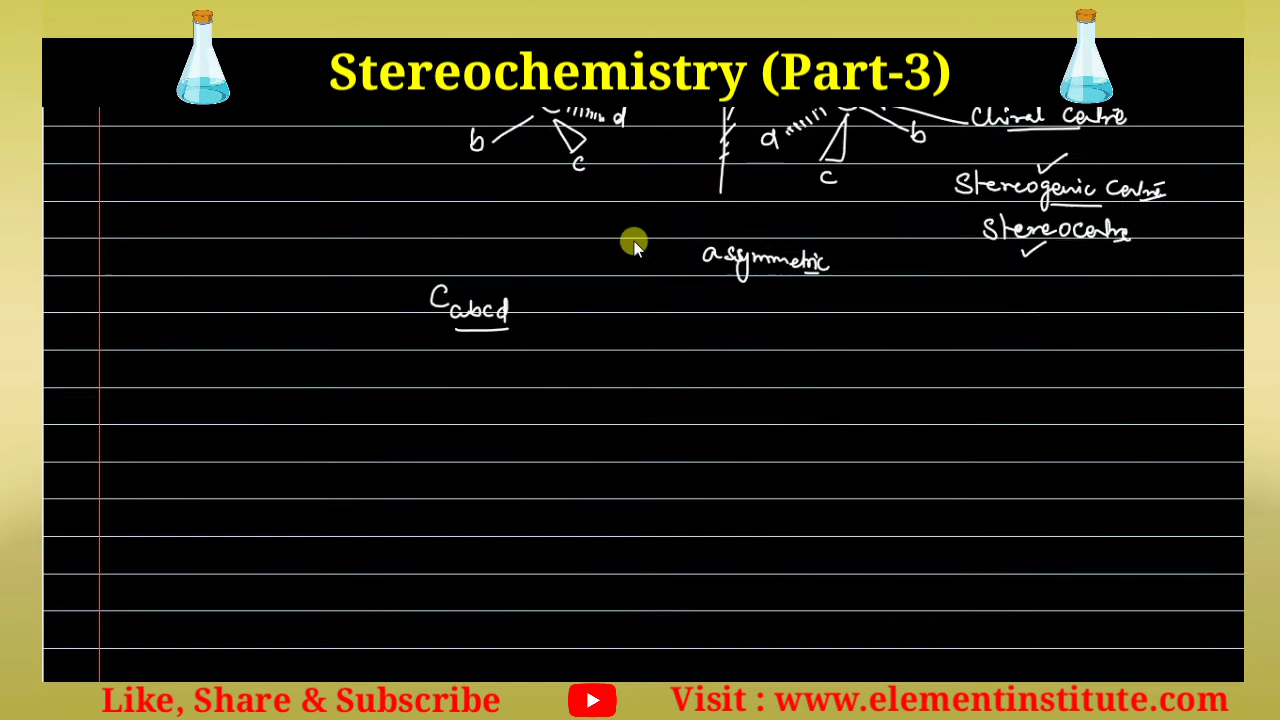 Stereochemistry (Part-3)
b d c
d c b
Chiral Centre
Stereogenic Centre
Stereocentre
asymmetric
Cabcd
Like, Share & Subscribe
Visit : www.elementinstitute.com